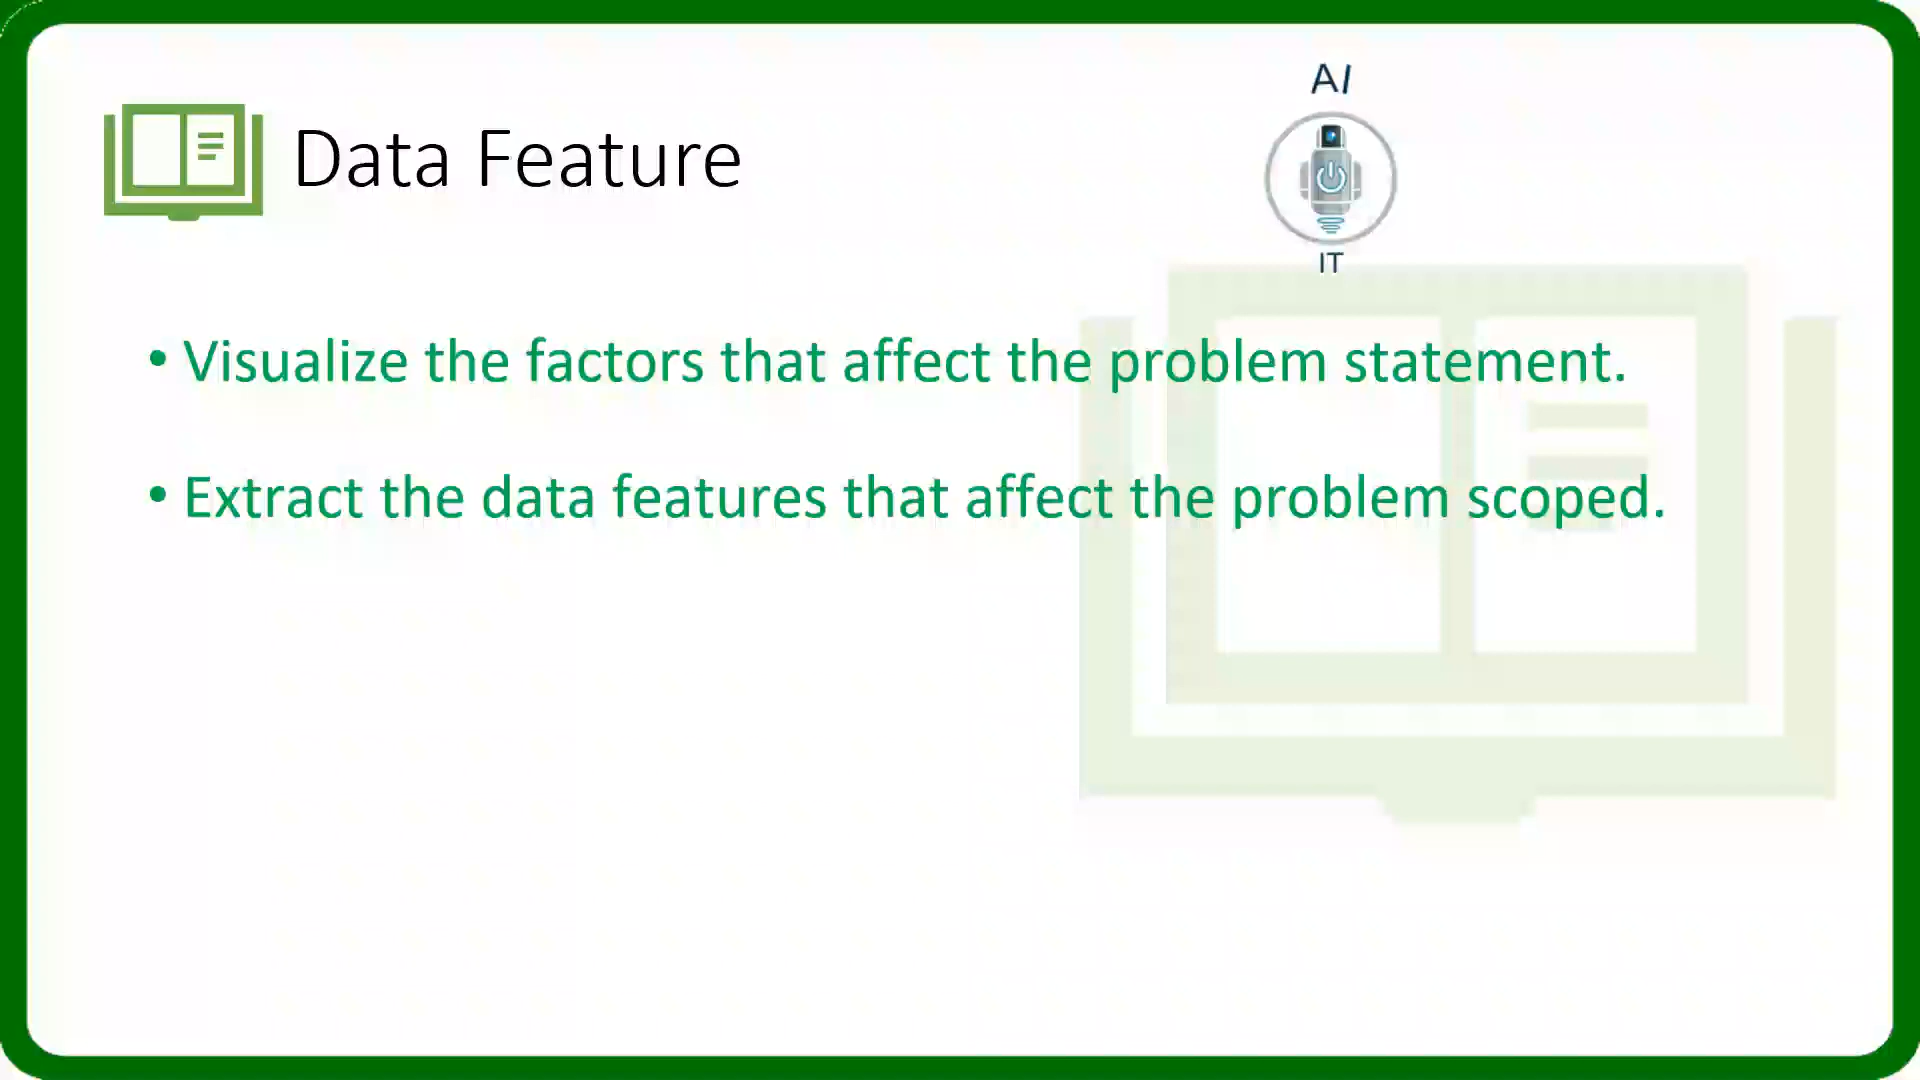 AI
Data Feature
IT
• Visualize the factors that affect the problem statement.
• Extract the data features that affect the problem scoped.